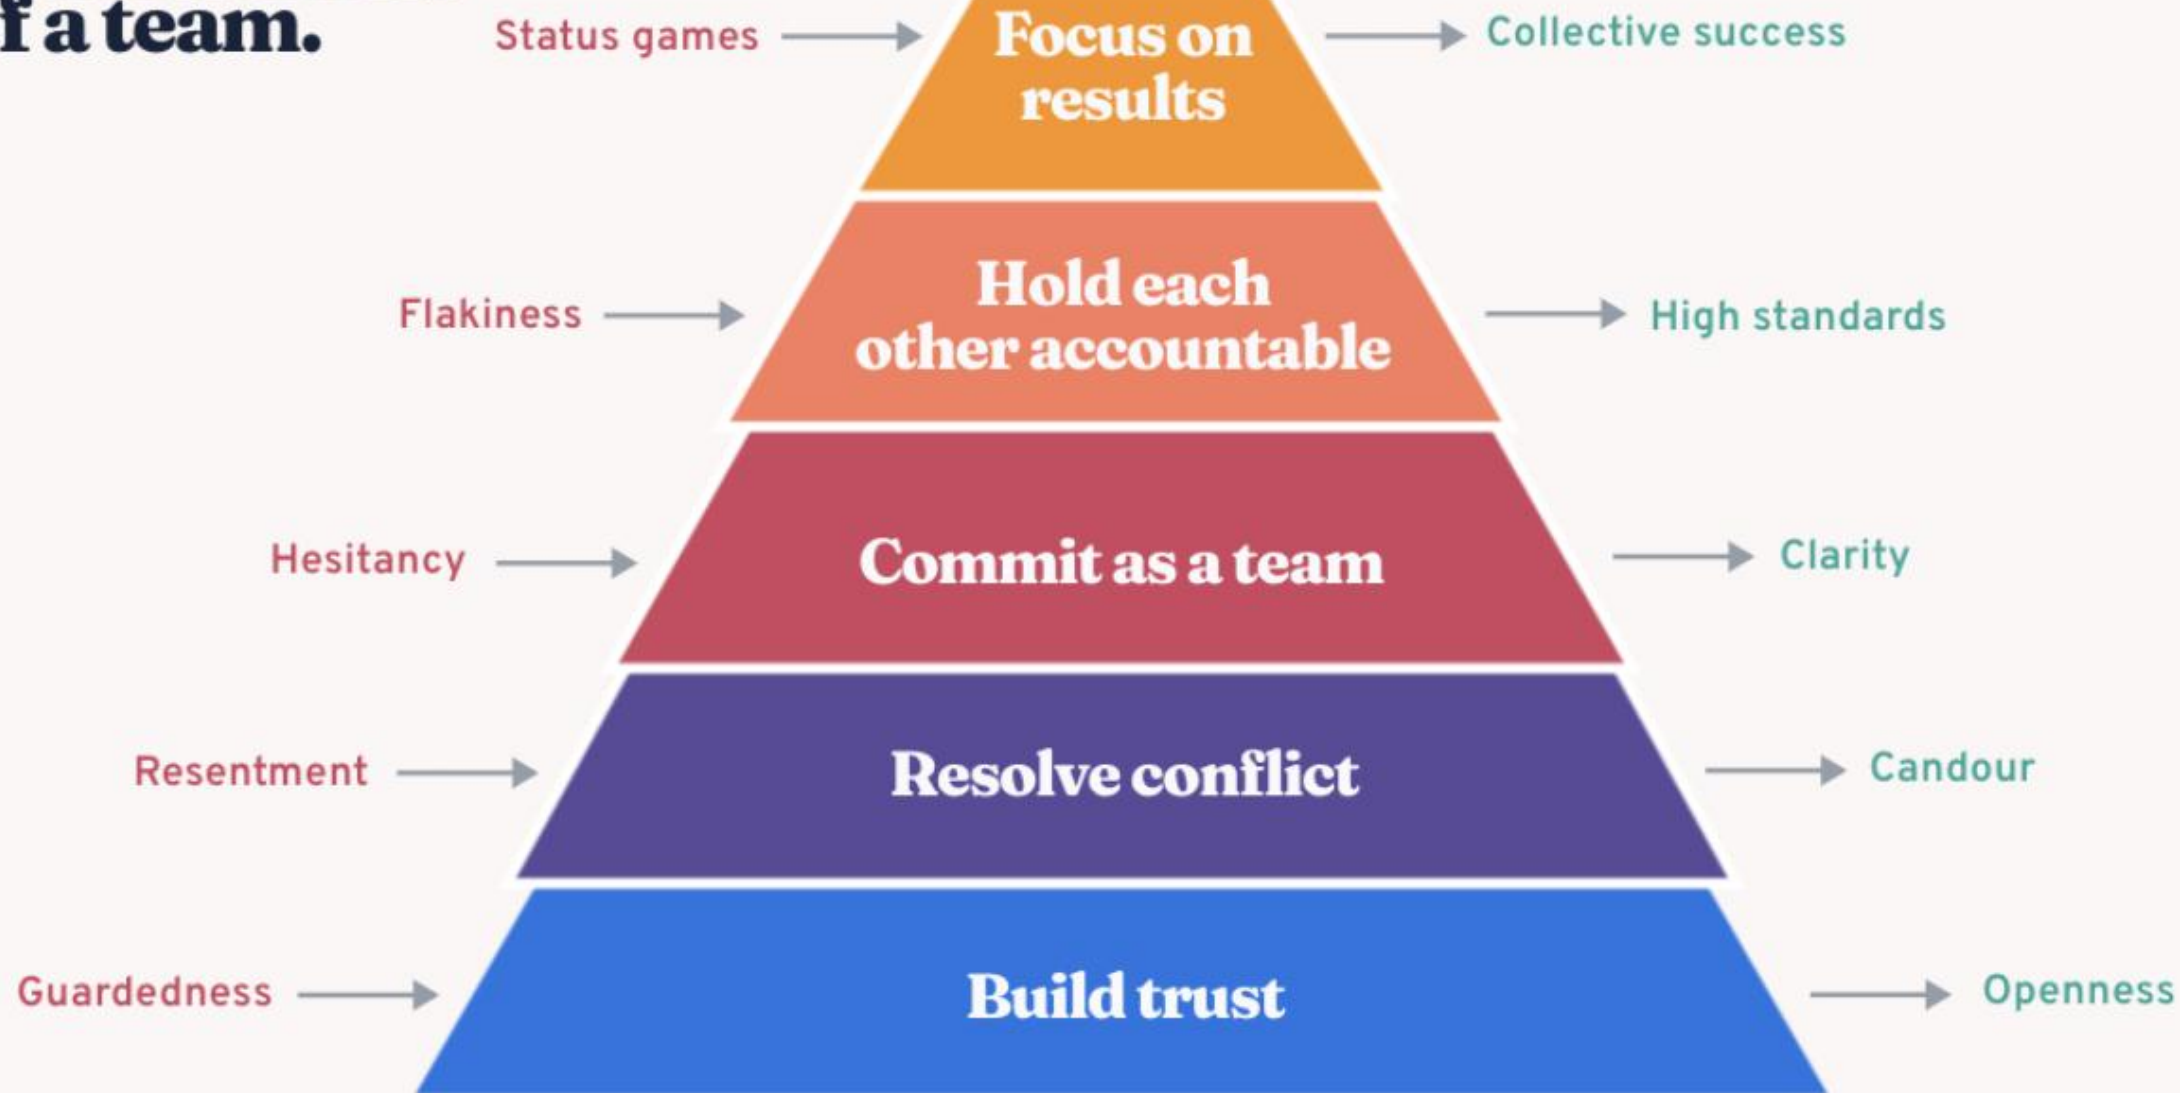 f a team.
Status games
Focus on
results
Collective success
Flakiness
Hold each
other accountable
High standards
Hesitancy
Commit as a team
Clarity
Resentment
Resolve conflict
Candour
Guardedness
Build trust
Openness